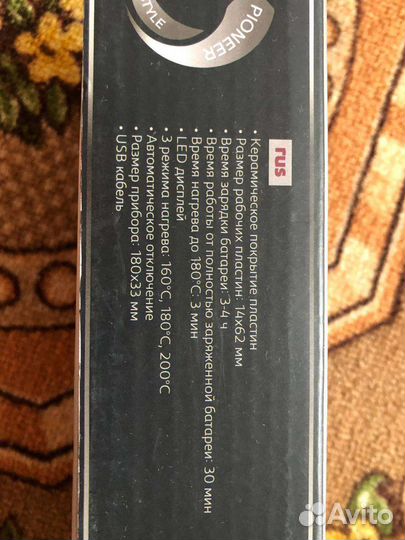 PIONEER
STYLE
rus
• Керамическое покрытие пластин
• Размер рабочих пластин: 14х62 мм
• Время зарядки батареи: 3-4 ч
• Время работы от полностью заряженной батареи: 30 мин
• Время нагрева до 180°С: 3 мин
• LED дисплей
• 3 режима нагрева: 160°С, 180°С, 200°С
• Автоматическое отключение
• Размер прибора: 180х33 мм
• USB кабель
Avito